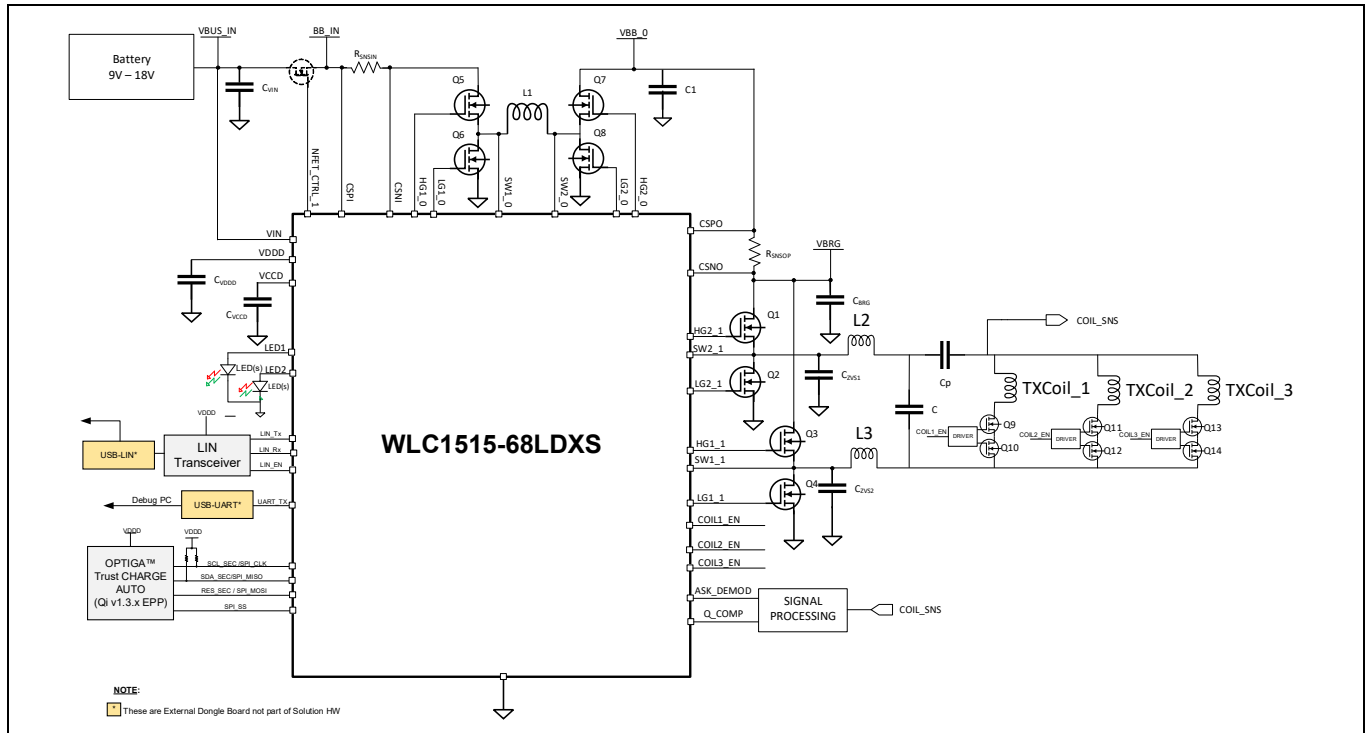 VBUS_IN
BB_IN
VBB_0
Battery
9V – 18V
RSNSIN
CVIN
Q5
Q7
L1
C1
Q6
Q8
NFET_CTRL_1
CSPI
CSNI
HG1_0
LG1_0
SW1_0
SW2_0
LG2_0
HG2_0
VIN
VDDD
CVDDD
VCCD
CVCCD
CSPO
RSNSOP
VBRG
CSNO
CBRG
Q1
HG2_1
L2
COIL_SNS
SW2_1
Cp
Q2
CZVS1
LG2_1
C
TXCoil_1
TXCoil_2
TXCoil_3
Q9
Q11
Q13
COIL1_EN
DRIVER
COIL2_EN
DRIVER
COIL3_EN
DRIVER
Q10
Q12
Q14
Q3
HG1_1
L3
SW1_1
Q4
CZVS2
LG1_1
COIL1_EN
COIL2_EN
COIL3_EN
ASK_DEMOD
Q_COMP
SIGNAL
PROCESSING
COIL_SNS
LED1
LED(s)
LED2
LED(s)
WLC1515-68LDXS
VDDD
USB-LIN*
LIN
Transceiver
LIN_Tx
LIN_Rx
LIN_EN
Debug PC
USB-UART*
UART_TX
VDDD
VDDD
OPTIGA™
Trust CHARGE
AUTO
(Qi v1.3.x EPP)
SCL_SEC /SPI_CLK
SDA_SEC/SPI_MISO
RES_SEC / SPI_MOSI
SPI_SS
NOTE:
* These are External Dongle Board not part of Solution HW